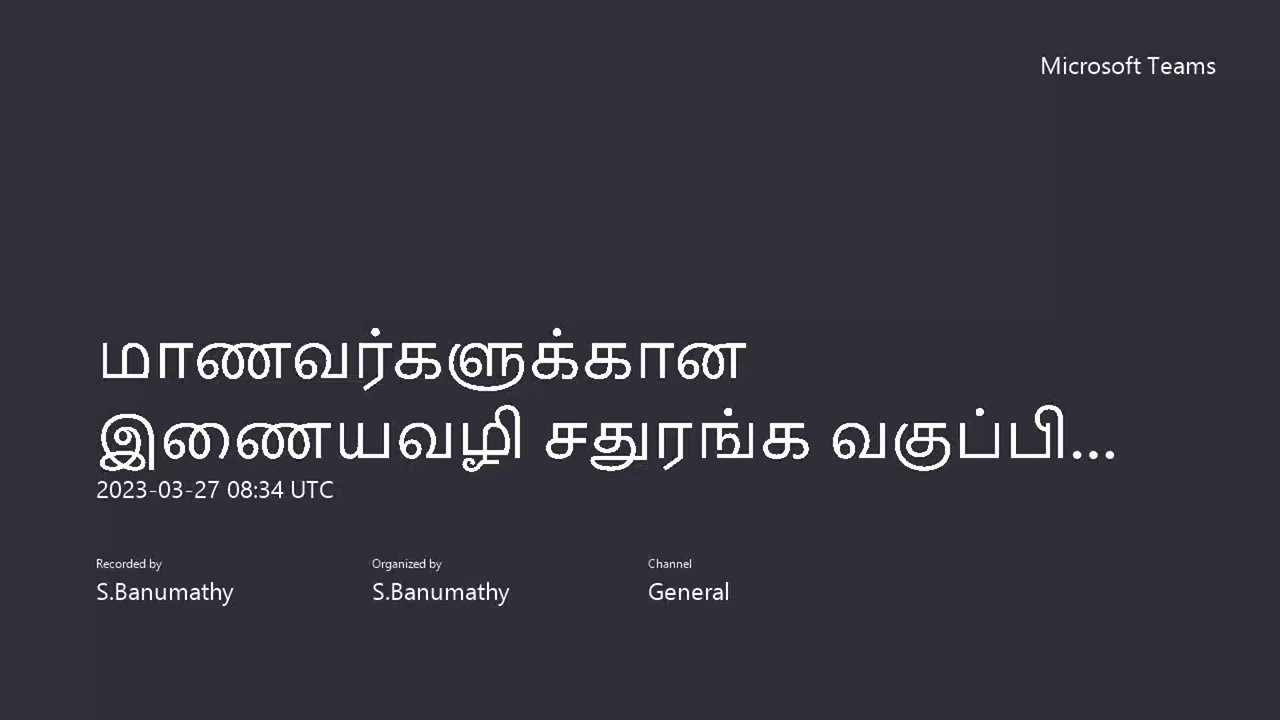 Microsoft Teams
மாணவர்களுக்கான
இணையவழி சதுரங்க வகுப்பி...
2023-03-27 08:34 UTC
Recorded by
S.Banumathy
Organized by
S.Banumathy
Channel
General